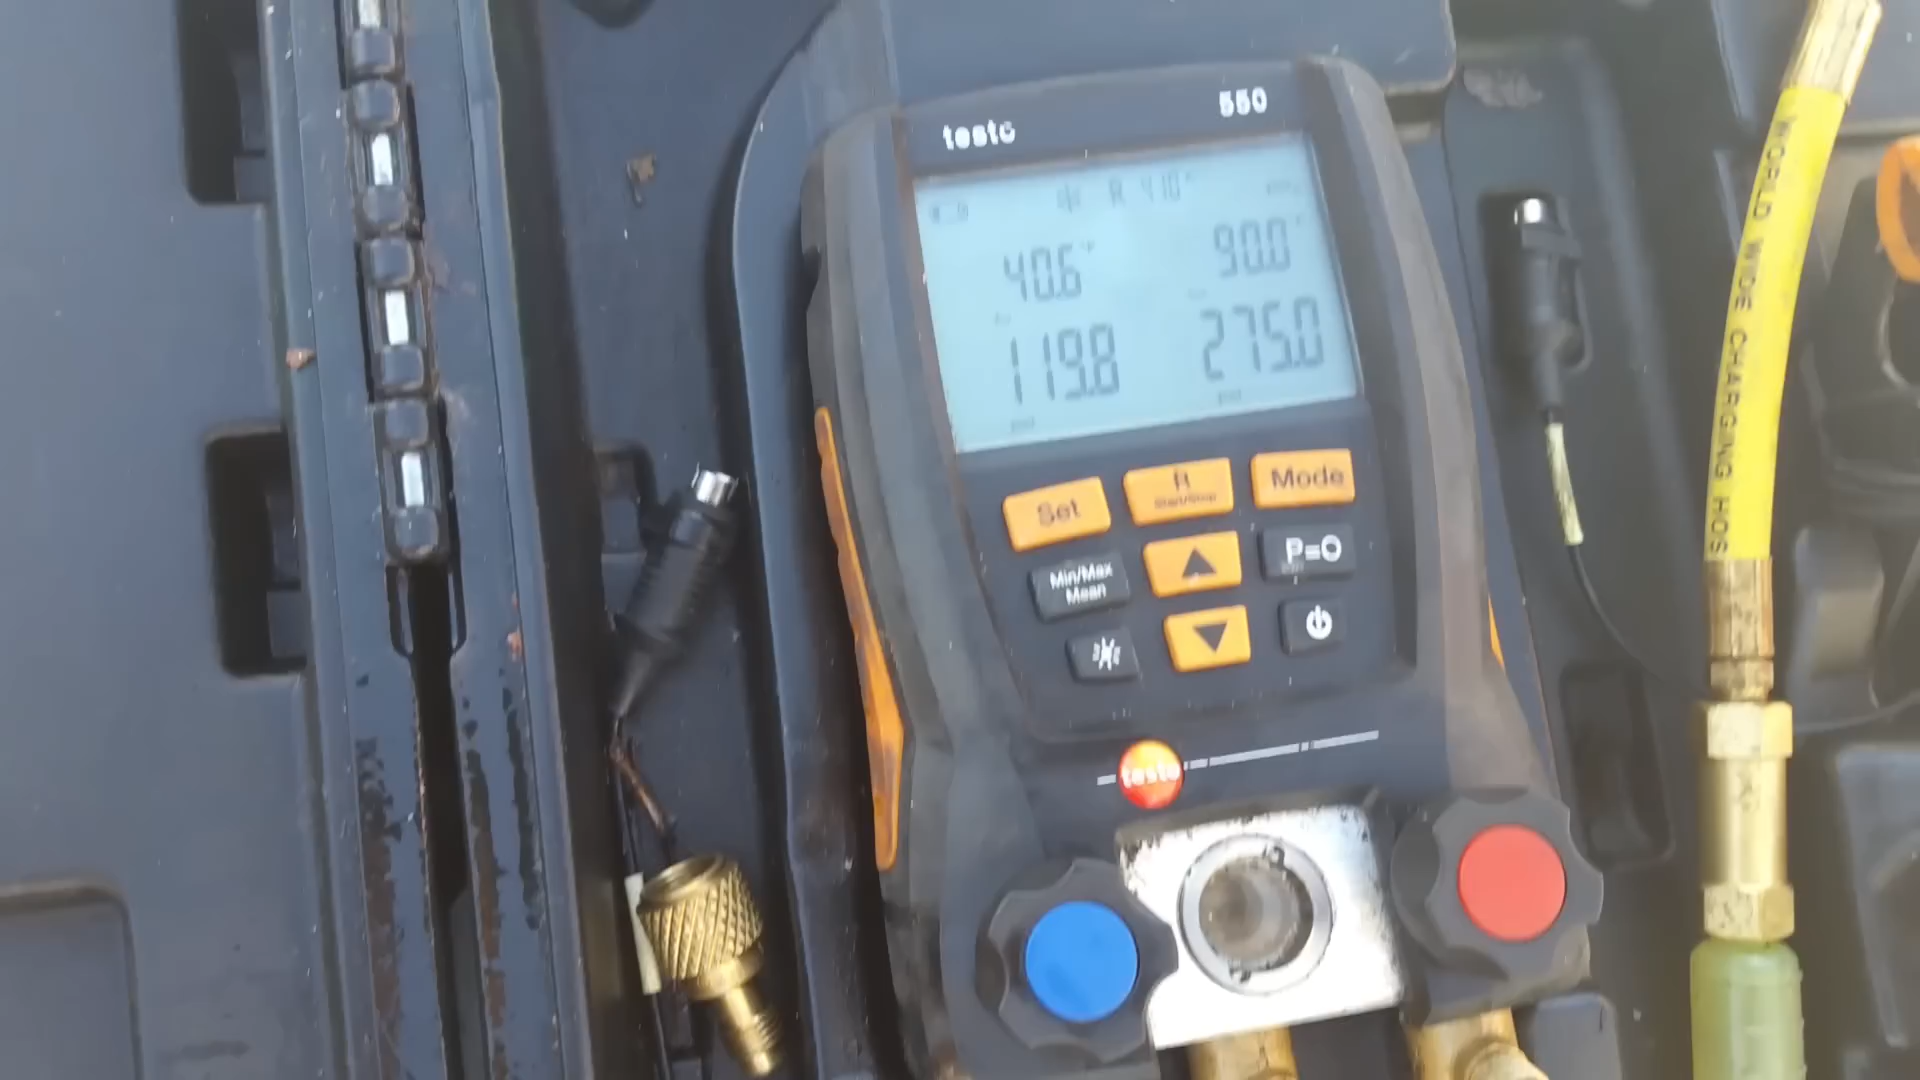 testo
550
R 410
40.6 90.0
119.8 275.0
Set
R
Start/Stop
Mode
Min/Max
Mean
P=O
testo
WORLD WIDE CHARGING HOS